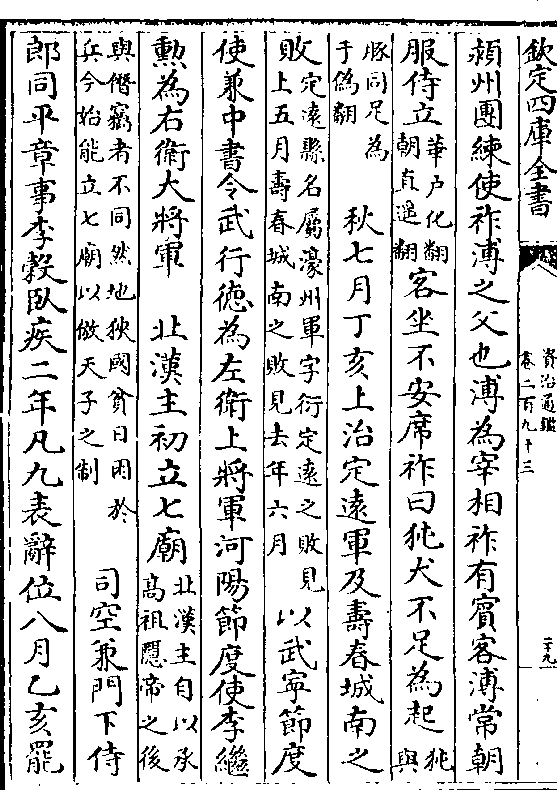 欽定四庫全書
資治通鑑
卷二百九十三
二十九
潁州團練使祚溥之父也溥為宰相祚有賓客溥常朝
服侍立
華户化翻
朝直遥翻
客坐不安席祚曰㹠犬不足為起
㹠
與
豚同足為
于偽翻
秋七月丁亥上治定遠軍及壽春城南之
敗
定遠縣名屬濠州軍字衍定遠之敗見
上五月壽春城南之敗見去年六月
以武寧節度
使兼中書令武行德為左衛上將軍河陽節度使李繼
勳為右衛大將軍
北漢主初立七廟
北漢主自以承
高祖隱帝之後
與僭竊者不同然地狹國貧日困於
兵今始能立七廟以倣天子之制
司空兼門下侍
郎同平章事李穀臥疾二年凡九表辭位八月乙亥罷